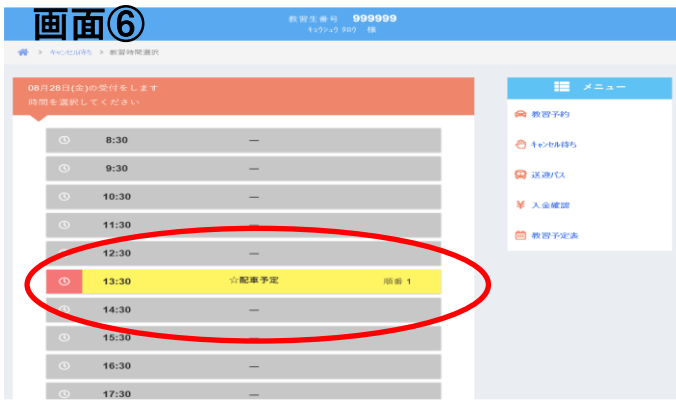 画面⑥
教習生番号 999999
キュウシュウ タロウ 様
> キャンセル待ち > 教習時間選択
08月28日(金)の受付をします
時間を選択してください
8:30 —
9:30 —
10:30 —
11:30 —
12:30 —
13:30 ☆配車予定 順番 1
14:30 —
15:30 —
16:30 —
17:30 —
メニュー
教習予約
キャンセル待ち
送迎バス
入金確認
教習予定表